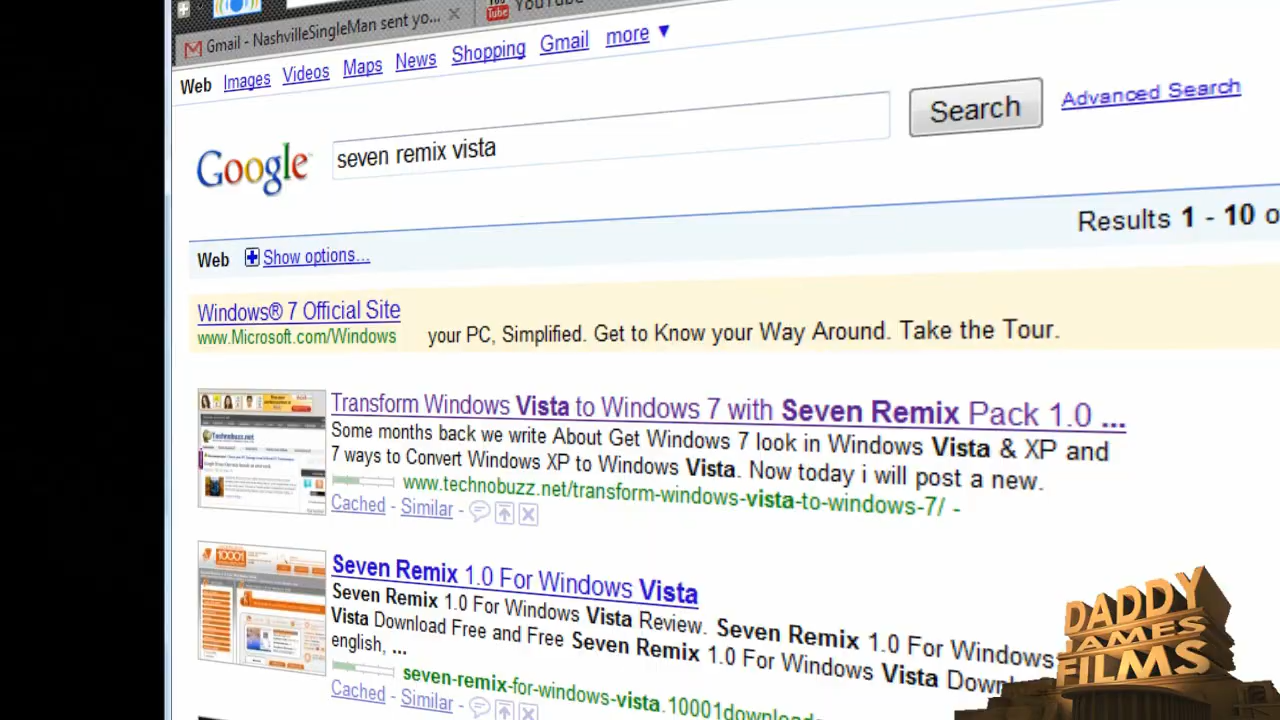 Gmail - NashvilleSingleMan sent yo...
YouTube
Web Images Videos Maps News Shopping Gmail more ▼
Google
seven remix vista
Search
Advanced Search
Web Show options...
Results 1 - 10 o
Windows® 7 Official Site
www.Microsoft.com/Windows your PC, Simplified. Get to Know your Way Around. Take the Tour.
Transform Windows Vista to Windows 7 with Seven Remix Pack 1.0 ...
Some months back we write About Get Windows 7 look in Windows Vista & XP and
7 ways to Convert Windows XP to Windows Vista. Now today i will post a new.
www.technobuzz.net/transform-windows-vista-to-windows-7/ -
Cached - Similar -
Seven Remix 1.0 For Windows Vista
Seven Remix 1.0 For Windows Vista Review. Seven Remix 1.0 For Windows
Vista Download Free and Free Seven Remix 1.0 For Windows Vista Downl
english, ...
seven-remix-for-windows-vista.10001downloads
Cached - Similar -
DADDY
JAMES
FILMS